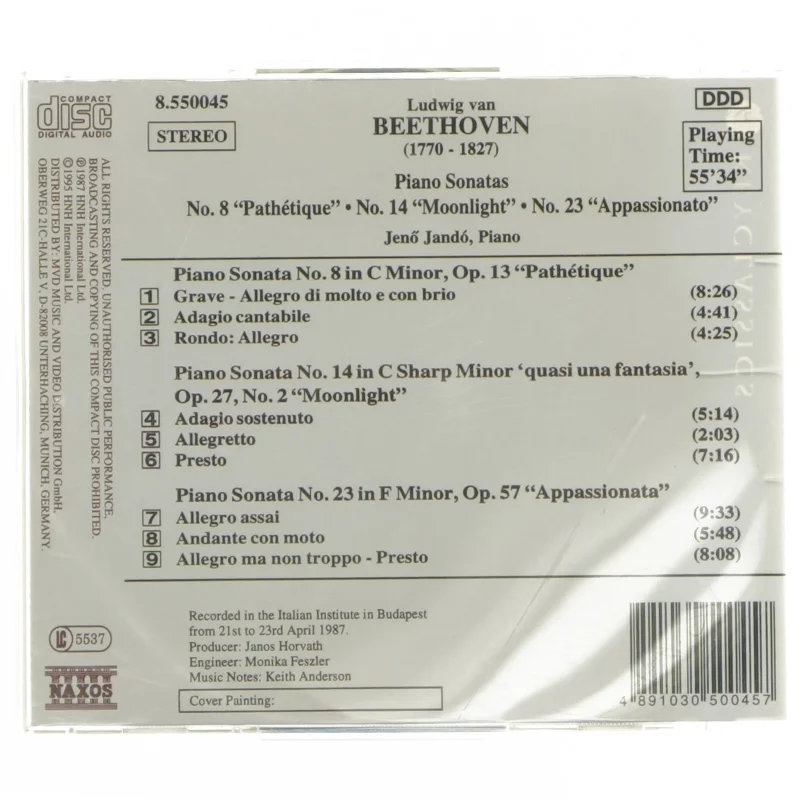 COMPACT
disc
DIGITAL AUDIO
8.550045
STEREO
Ludwig van
BEETHOVEN
(1770 - 1827)
DDD
Playing
Time:
55'34"
Piano Sonatas
No. 8 “Pathétique” • No. 14 “Moonlight” • No. 23 “Appassionato”
Jenő Jandó, Piano
Piano Sonata No. 8 in C Minor, Op. 13 “Pathétique”
1 Grave - Allegro di molto e con brio (8:26)
2 Adagio cantabile (4:41)
3 Rondo: Allegro (4:25)
Piano Sonata No. 14 in C Sharp Minor ‘quasi una fantasia’,
Op. 27, No. 2 “Moonlight”
4 Adagio sostenuto (5:14)
5 Allegretto (2:03)
6 Presto (7:16)
Piano Sonata No. 23 in F Minor, Op. 57 “Appassionata”
7 Allegro assai (9:33)
8 Andante con moto (5:48)
9 Allegro ma non troppo - Presto (8:08)
Recorded in the Italian Institute in Budapest
from 21st to 23rd April 1987.
Producer: Janos Horvath
Engineer: Monika Feszler
Music Notes: Keith Anderson
Cover Painting:
4 891030 500457
ALL RIGHTS RESERVED. UNAUTHORISED PUBLIC PERFORMANCE,
BROADCASTING AND COPYING OF THIS COMPACT DISC PROHIBITED.
℗ 1987 HNH International Ltd.
© 1995 HNH International Ltd.
DISTRIBUTED BY: MVD MUSIC AND VIDEO DISTRIBUTION GmbH,
OBERWEG 21C-HALLE V, D-82008 UNTERHACHING, MUNICH, GERMANY.
LC 5537
NAXOS